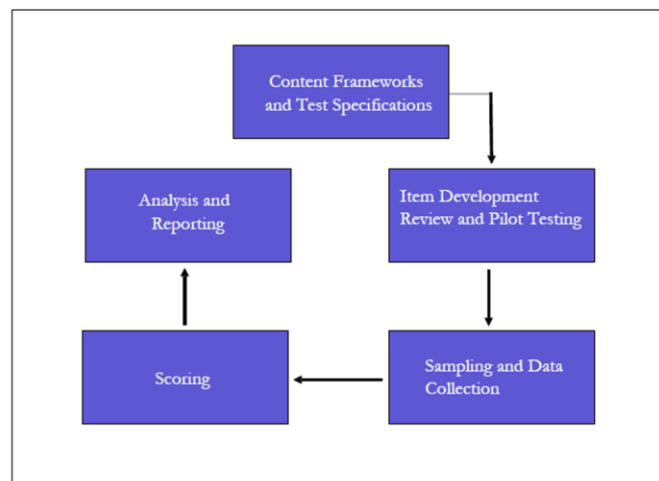 Content Frameworks
and Test Specifications
Item Development
Review and Pilot Testing
Sampling and Data
Collection
Scoring
Analysis and
Reporting